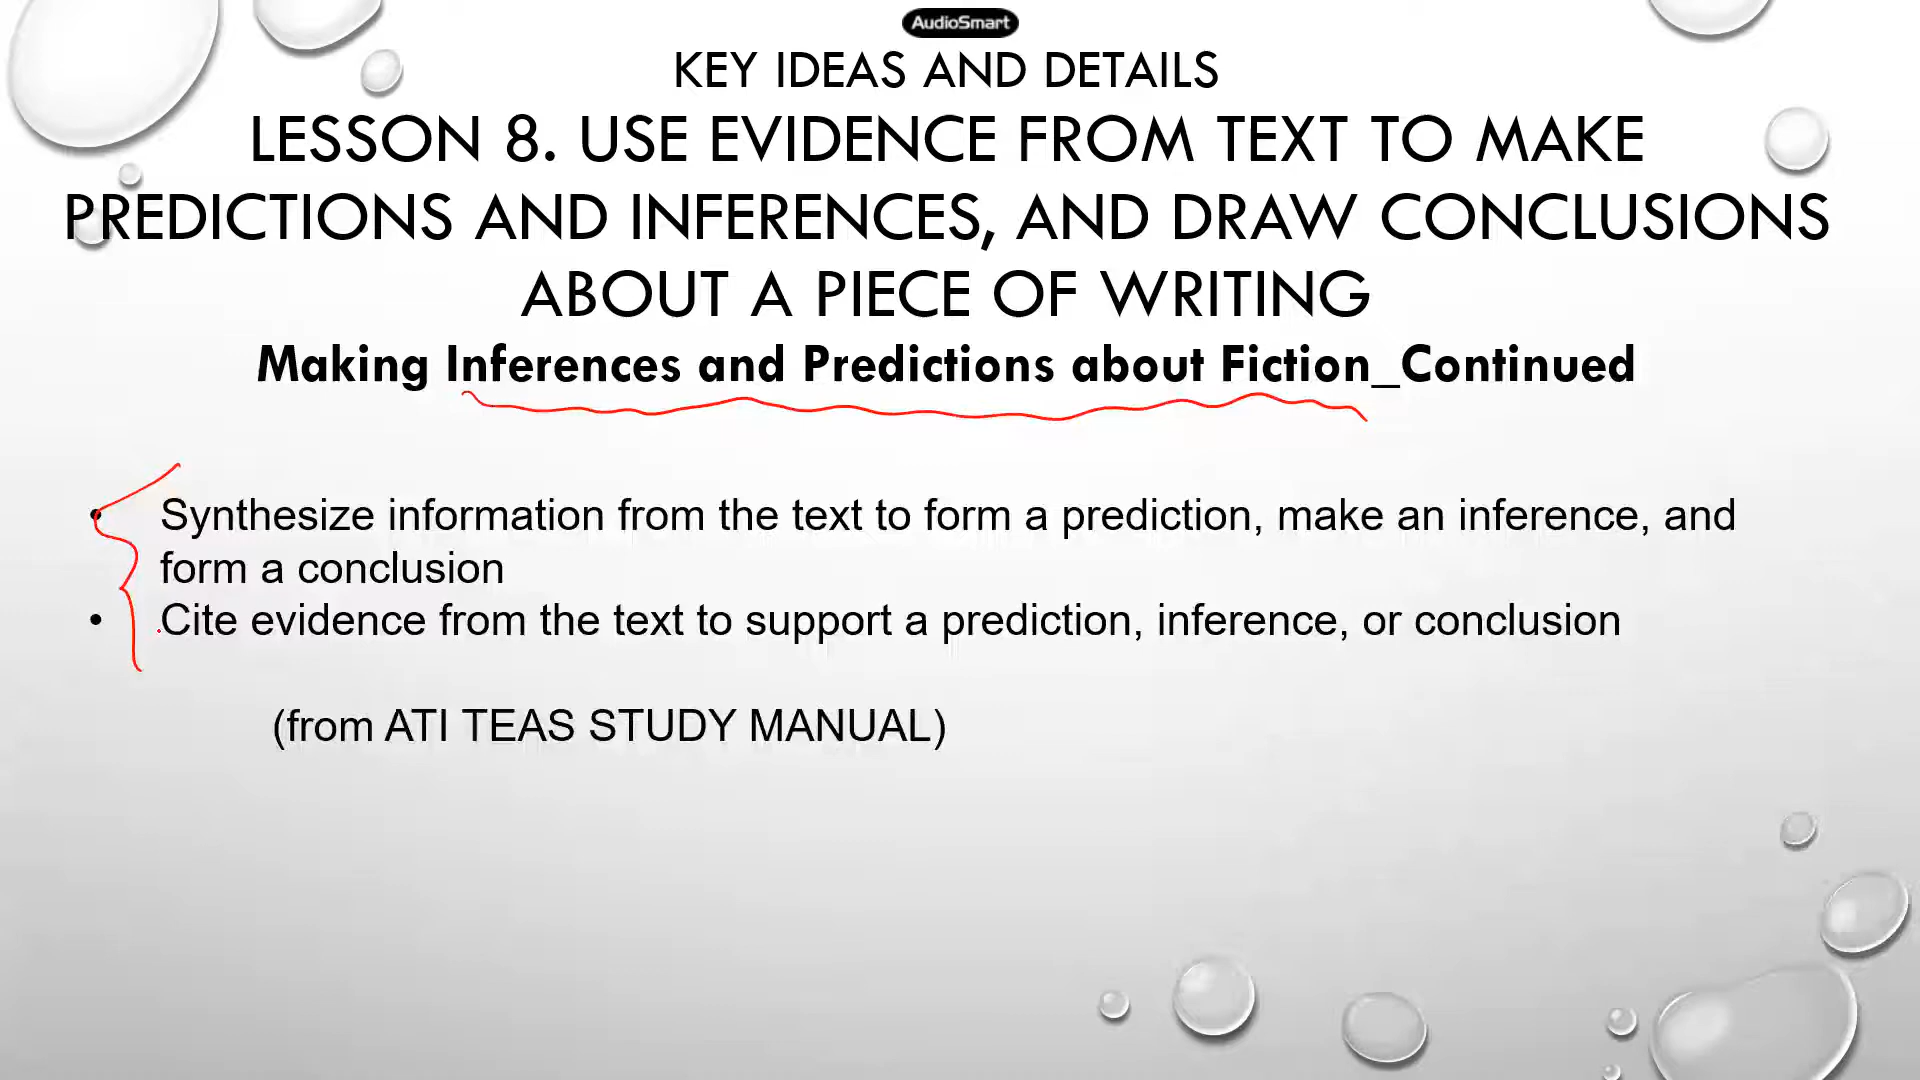 AudioSmart
KEY IDEAS AND DETAILS
LESSON 8. USE EVIDENCE FROM TEXT TO MAKE
PREDICTIONS AND INFERENCES, AND DRAW CONCLUSIONS
ABOUT A PIECE OF WRITING
Making Inferences and Predictions about Fiction_Continued
• Synthesize information from the text to form a prediction, make an inference, and
form a conclusion
• Cite evidence from the text to support a prediction, inference, or conclusion
(from ATI TEAS STUDY MANUAL)